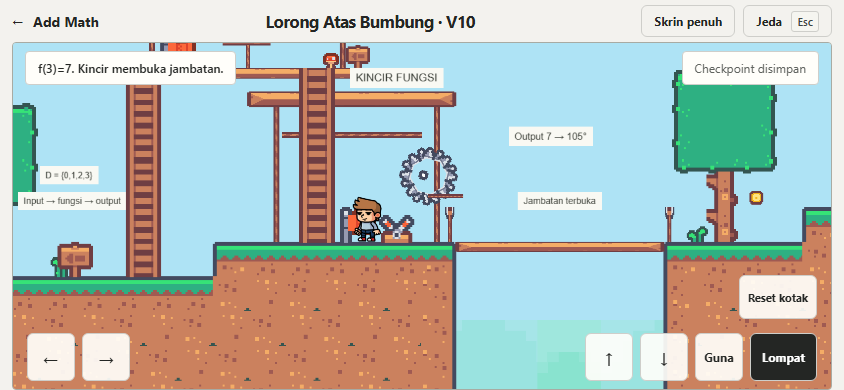 ← Add Math
Lorong Atas Bumbung · V10
Skrin penuh
Jeda Esc
f(3)=7. Kincir membuka jambatan.
Checkpoint disimpan
KINCIR FUNGSI
Output 7 → 105°
D = {0,1,2,3}
Input → fungsi → output
Jambatan terbuka
Reset kotak
← → ↑ ↓ Guna Lompat